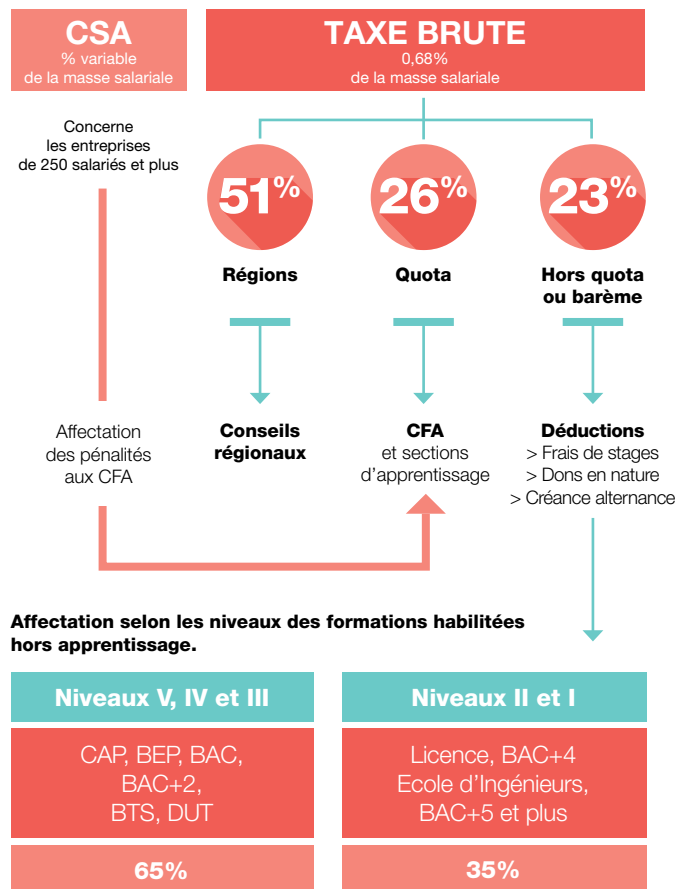 CSA
% variable
de la masse salariale
TAXE BRUTE
0,68%
de la masse salariale
Concerne
les entreprises
de 250 salariés et plus
51%
26%
23%
Régions
Quota
Hors quota
ou barème
Affectation
des pénalités
aux CFA
Conseils
régionaux
CFA
et sections
d'apprentissage
Déductions
> Frais de stages
> Dons en nature
> Créance alternance
Affectation selon les niveaux des formations habilitées
hors apprentissage.
Niveaux V, IV et III
CAP, BEP, BAC,
BAC+2,
BTS, DUT
65%
Niveaux II et I
Licence, BAC+4
Ecole d'Ingénieurs,
BAC+5 et plus
35%